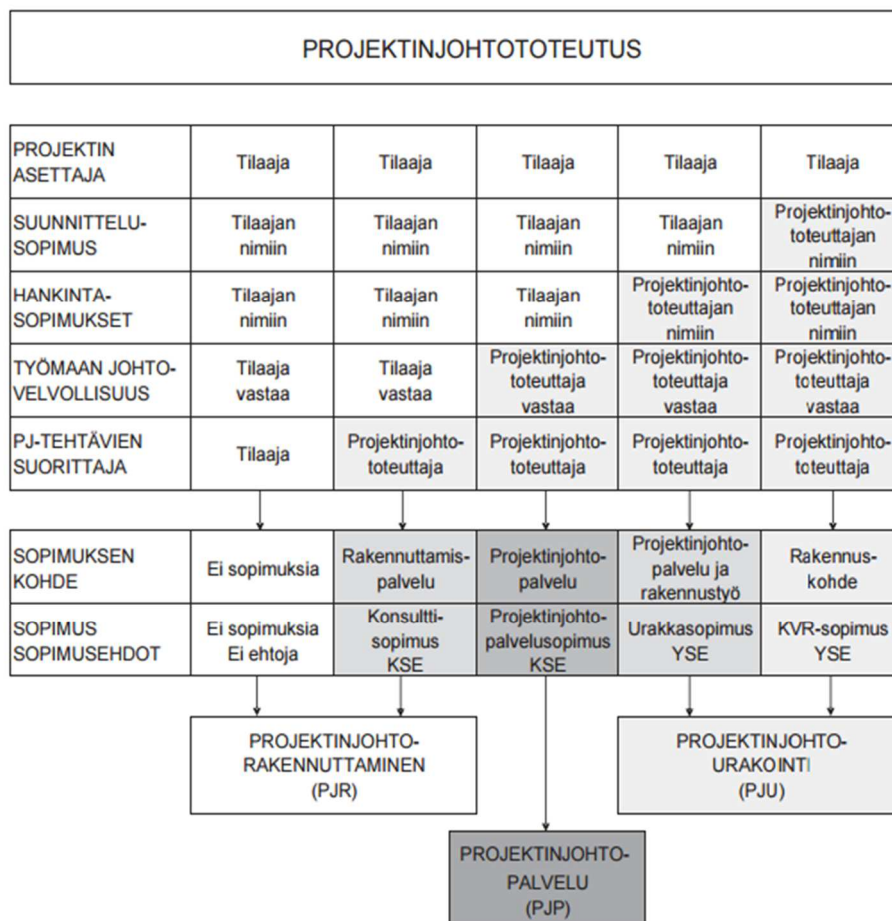 PROJEKTINJOHTOTOTEUTUS
PROJEKTIN
ASETTAJA
Tilaaja
Tilaaja
Tilaaja
Tilaaja
Tilaaja
SUUNNITTELU-
SOPIMUS
Tilaajan
nimiin
Tilaajan
nimiin
Tilaajan
nimiin
Tilaajan
nimiin
Projektinjohto-
toteuttajan
nimiin
HANKINTA-
SOPIMUKSET
Tilaajan
nimiin
Tilaajan
nimiin
Tilaajan
nimiin
Projektinjohto-
toteuttajan
nimiin
Projektinjohto-
toteuttajan
nimiin
TYÖMAAN JOHTO-
VELVOLLISUUS
Tilaaja
vastaa
Tilaaja
vastaa
Projektinjohto-
toteuttaja
vastaa
Projektinjohto-
toteuttaja
vastaa
Projektinjohto-
toteuttaja
vastaa
PJ-TEHTÄVIEN
SUORITTAJA
Tilaaja
Projektinjohto-
toteuttaja
Projektinjohto-
toteuttaja
Projektinjohto-
toteuttaja
Projektinjohto-
toteuttaja
SOPIMUKSEN
KOHDE
Ei sopimuksia
Rakennuttamis-
palvelu
Projektinjohto-
palvelu
Projektinjohto-
palvelu ja
rakennustyö
Rakennus-
kohde
SOPIMUS
SOPIMUSEHDOT
Ei sopimuksia
Ei ehtoja
Konsultti-
sopimus
KSE
Projektinjohto-
palvelusopimus
KSE
Urakkasopimus
YSE
KVR-sopimus
YSE
PROJEKTINJOHTO-
RAKENNUTTAMINEN
(PJR)
PROJEKTINJOHTO-
URAKOINTI
(PJU)
PROJEKTINJOHTO-
PALVELU
(PJP)